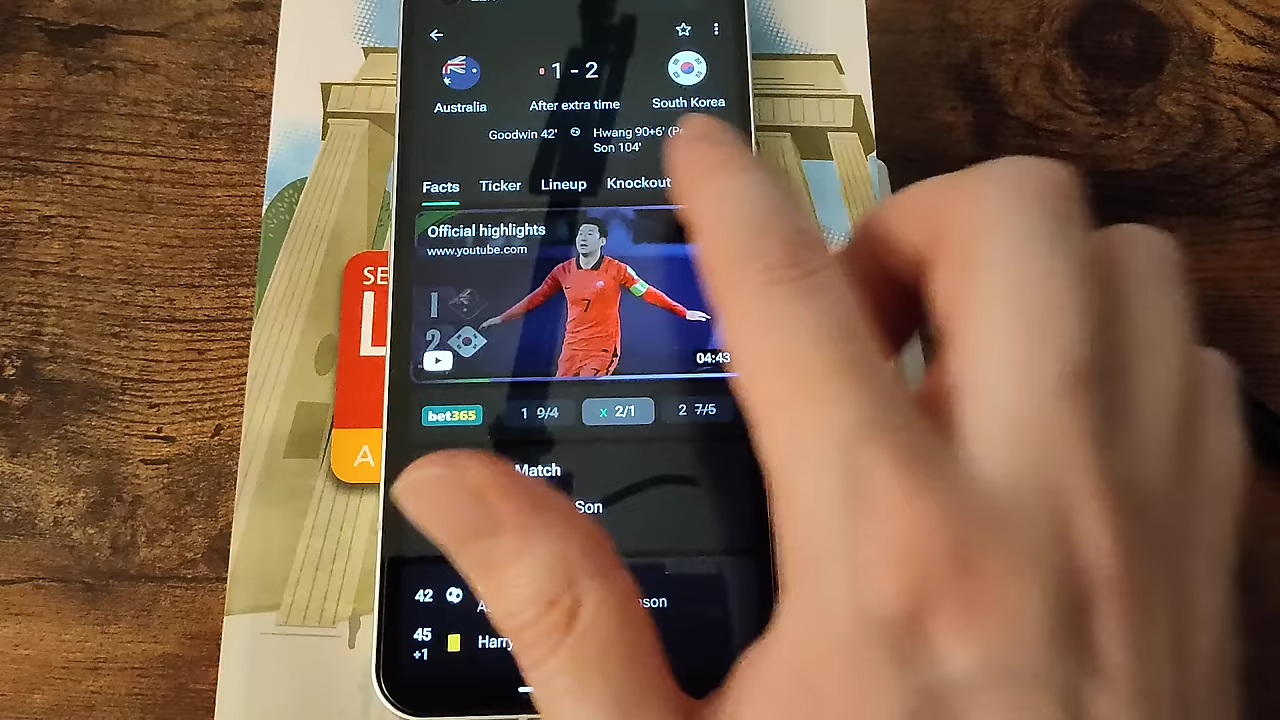 1 - 2
Australia
After extra time
South Korea
Goodwin 42'
Hwang 90+6' (P
Son 104'
Facts
Ticker
Lineup
Knockout
Official highlights
www.youtube.com
1
2
7
04:43
bet365
1 9/4
x 2/1
2 7/5
Match
Son
42
son
45
+1
Harry
SE
L
A